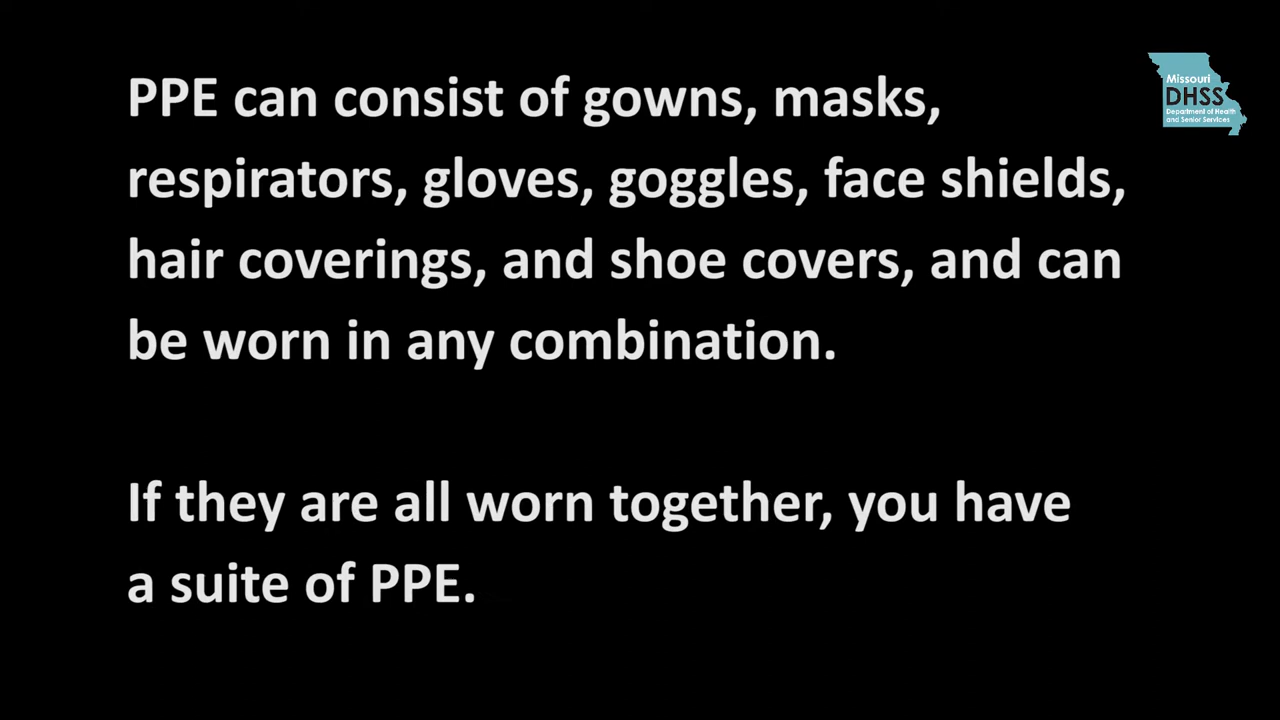 PPE can consist of gowns, masks,
respirators, gloves, goggles, face shields,
hair coverings, and shoe covers, and can
be worn in any combination.
If they are all worn together, you have
a suite of PPE.
Missouri
DHSS
Department of Health
and Senior Services